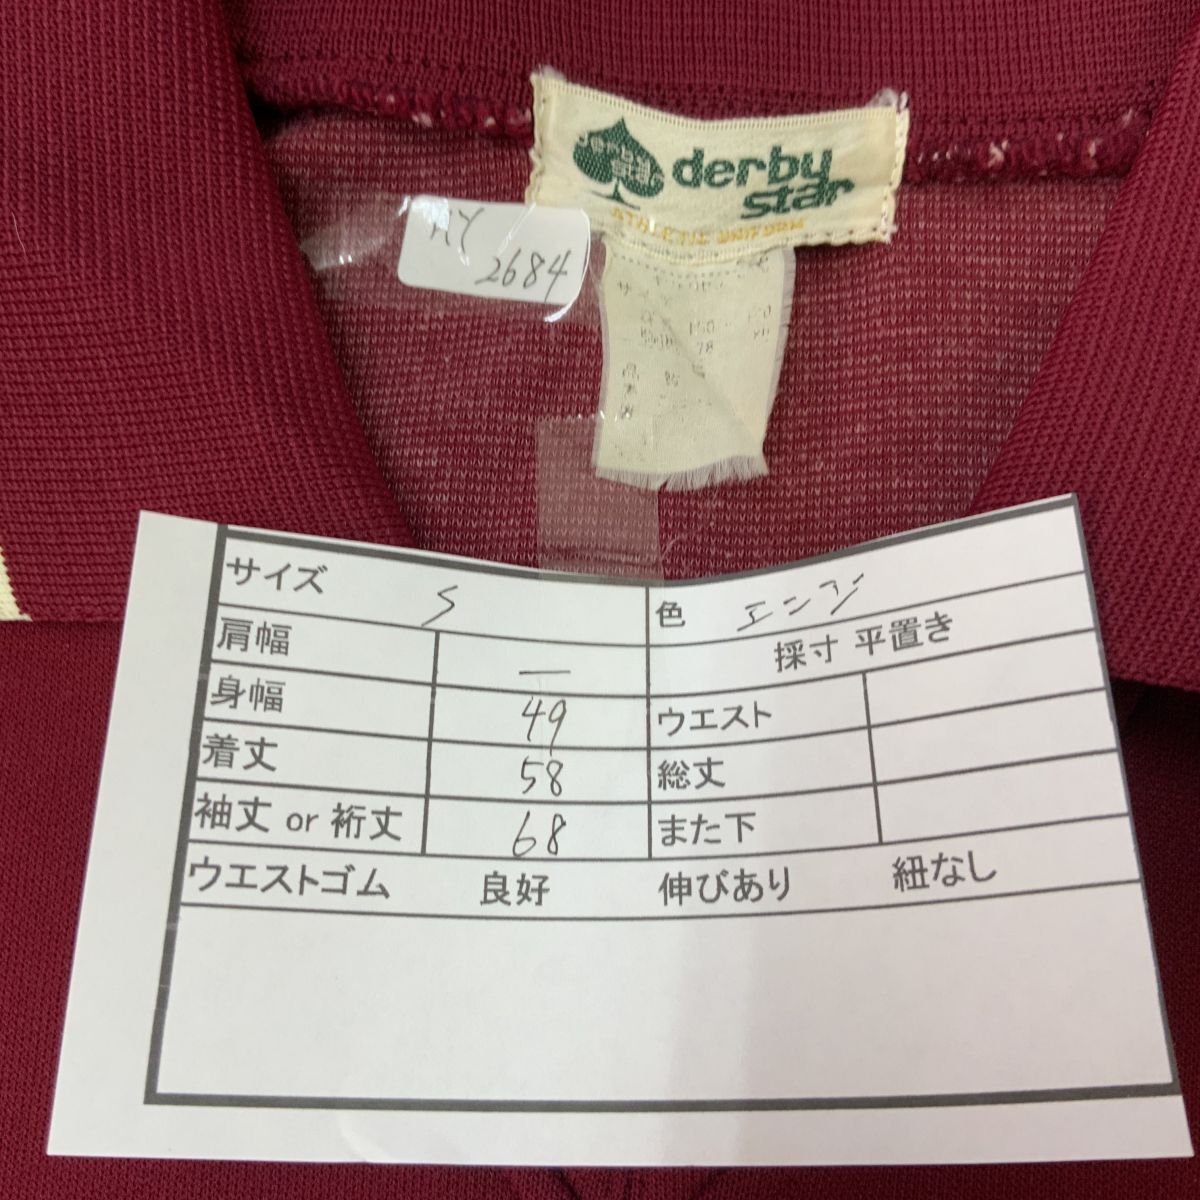 derby
star
ATHLETIC UNIFORM
AY
2684
サイズ S 色 エンジ
肩幅 — 採寸 平置き
身幅 49 ウエスト
着丈 58 総丈
袖丈 or 裄丈 68 また下
ウエストゴム 良好 伸びあり 紐なし